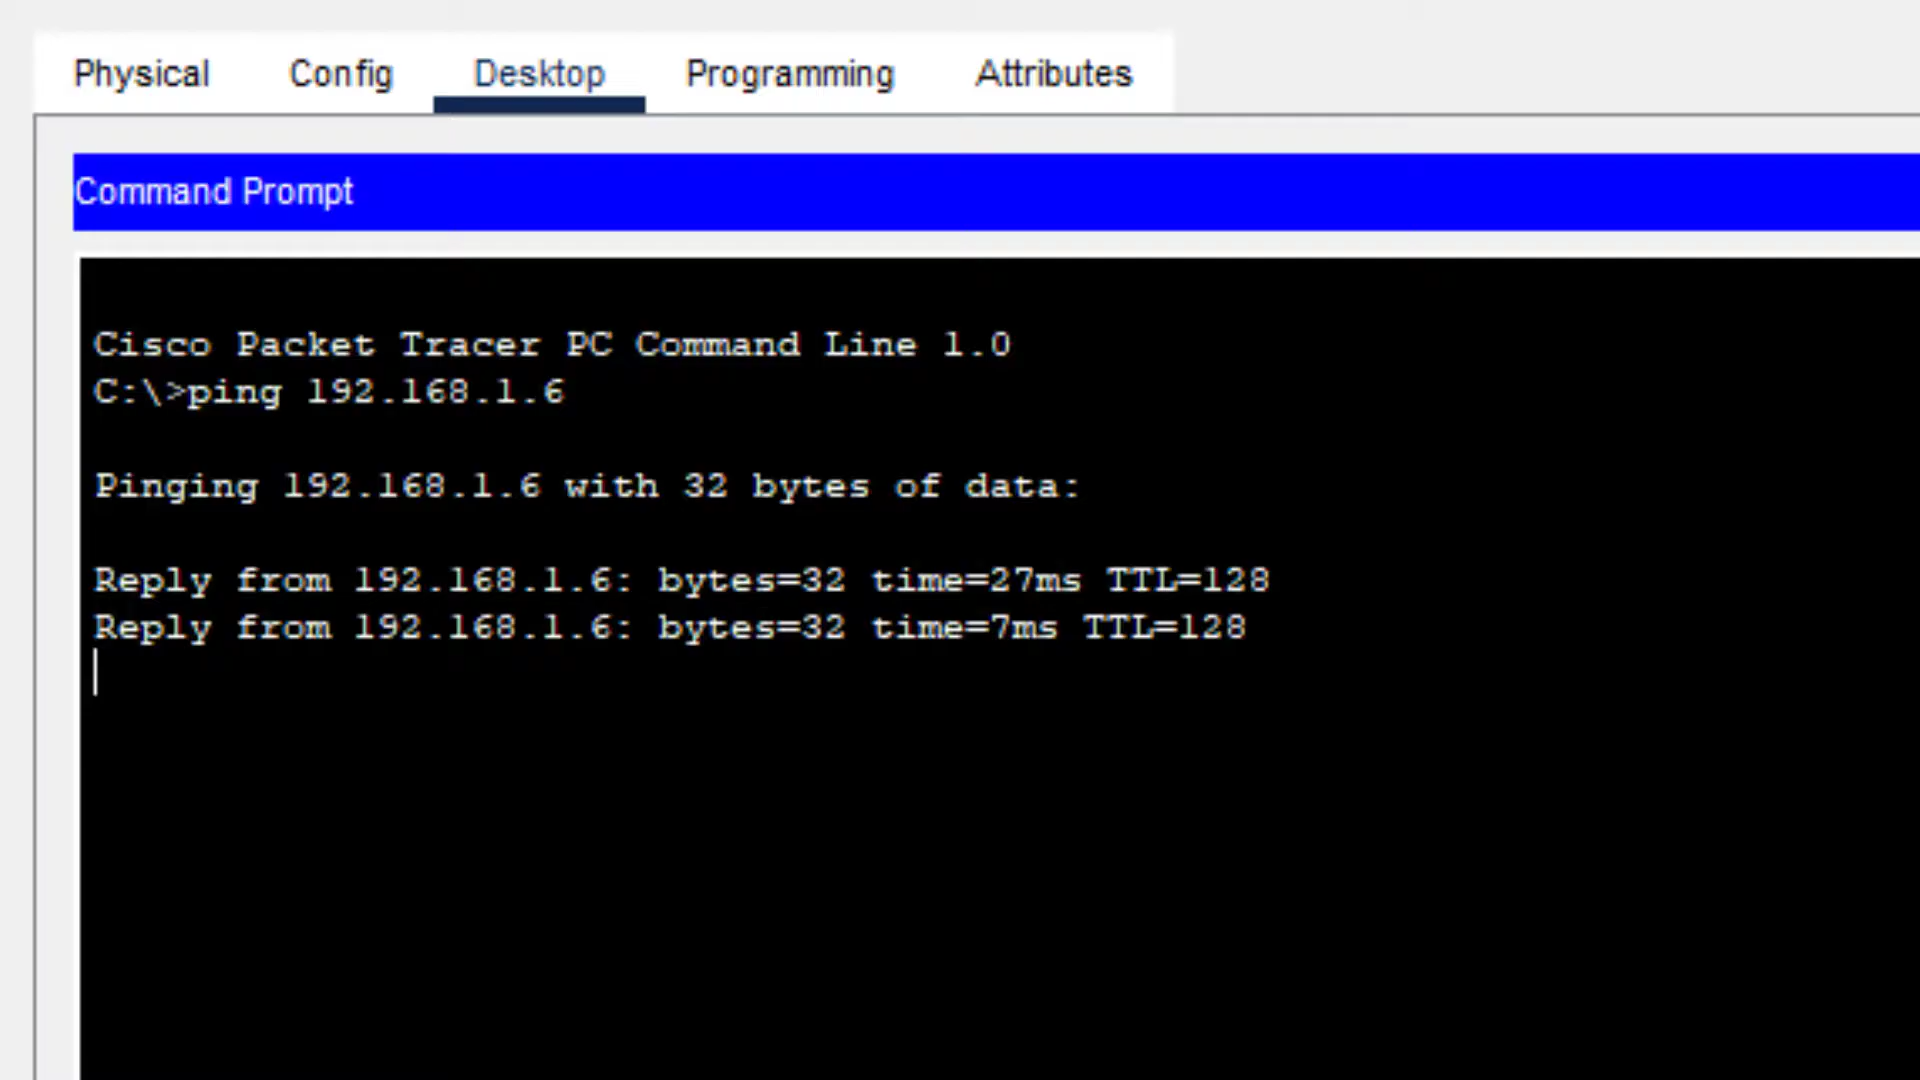 Physical Config Desktop Programming Attributes
Command Prompt
Cisco Packet Tracer PC Command Line 1.0
C:\>ping 192.168.1.6
Pinging 192.168.1.6 with 32 bytes of data:
Reply from 192.168.1.6: bytes=32 time=27ms TTL=128
Reply from 192.168.1.6: bytes=32 time=7ms TTL=128